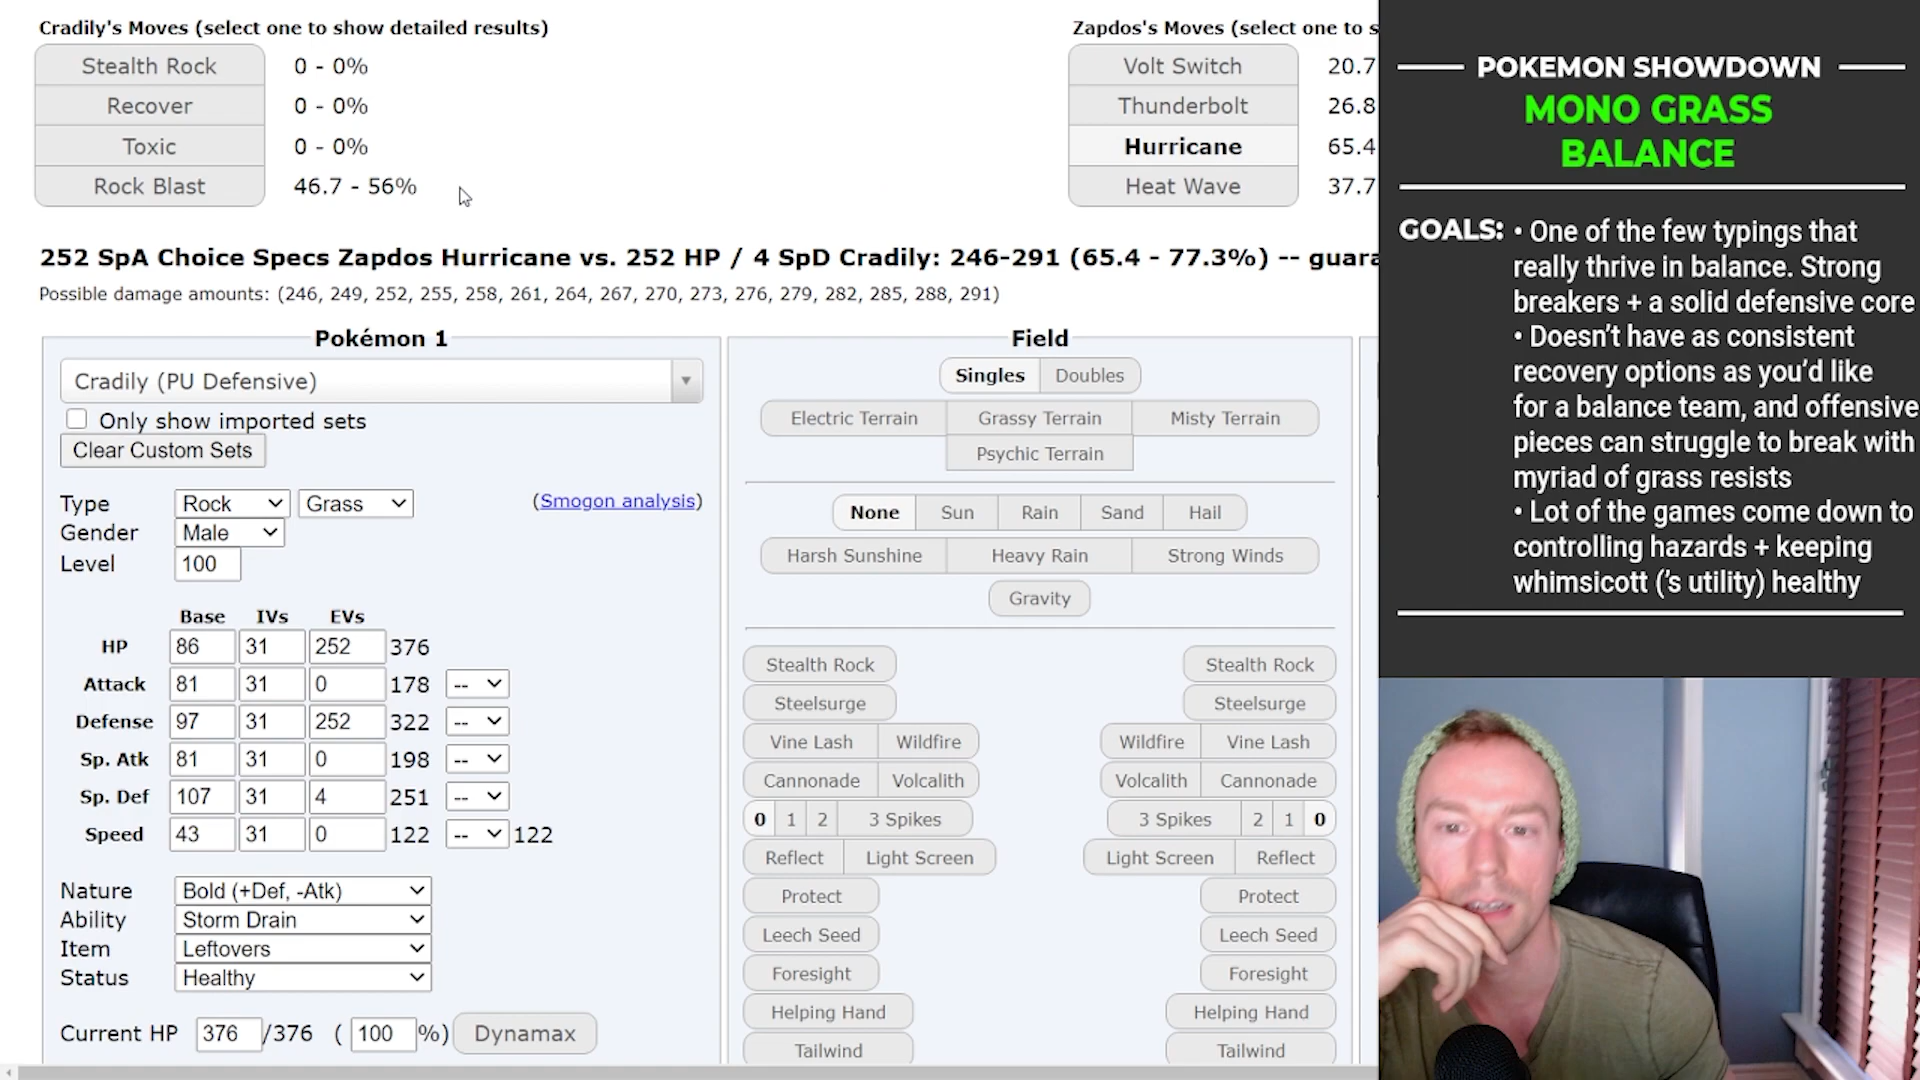 Cradily's Moves (select one to show detailed results)
Stealth Rock 0 - 0%
Recover 0 - 0%
Toxic 0 - 0%
Rock Blast 46.7 - 56%
Zapdos's Moves (select one to s
Volt Switch 20.7
Thunderbolt 26.8
Hurricane 65.4
Heat Wave 37.7
252 SpA Choice Specs Zapdos Hurricane vs. 252 HP / 4 SpD Cradily: 246-291 (65.4 - 77.3%) -- guara
Possible damage amounts: (246, 249, 252, 255, 258, 261, 264, 267, 270, 273, 276, 279, 282, 285, 288, 291)
Pokémon 1
Cradily (PU Defensive)
Only show imported sets
Clear Custom Sets
Type Rock Grass (Smogon analysis)
Gender Male
Level 100
Base IVs EVs
HP 86 31 252 376
Attack 81 31 0 178 --
Defense 97 31 252 322 --
Sp. Atk 81 31 0 198 --
Sp. Def 107 31 4 251 --
Speed 43 31 0 122 -- 122
Nature Bold (+Def, -Atk)
Ability Storm Drain
Item Leftovers
Status Healthy
Current HP 376 /376 ( 100 %) Dynamax
Field
Singles Doubles
Electric Terrain Grassy Terrain Misty Terrain
Psychic Terrain
None Sun Rain Sand Hail
Harsh Sunshine Heavy Rain Strong Winds
Gravity
Stealth Rock Stealth Rock
Steelsurge Steelsurge
Vine Lash Wildfire Wildfire Vine Lash
Cannonade Volcalith Volcalith Cannonade
0 1 2 3 Spikes 3 Spikes 2 1 0
Reflect Light Screen Light Screen Reflect
Protect Protect
Leech Seed Leech Seed
Foresight Foresight
Helping Hand Helping Hand
Tailwind Tailwind
POKEMON SHOWDOWN
MONO GRASS
BALANCE
GOALS: • One of the few typings that
really thrive in balance. Strong
breakers + a solid defensive core
• Doesn't have as consistent
recovery options as you'd like
for a balance team, and offensive
pieces can struggle to break with
myriad of grass resists
• Lot of the games come down to
controlling hazards + keeping
whimsicott ('s utility) healthy